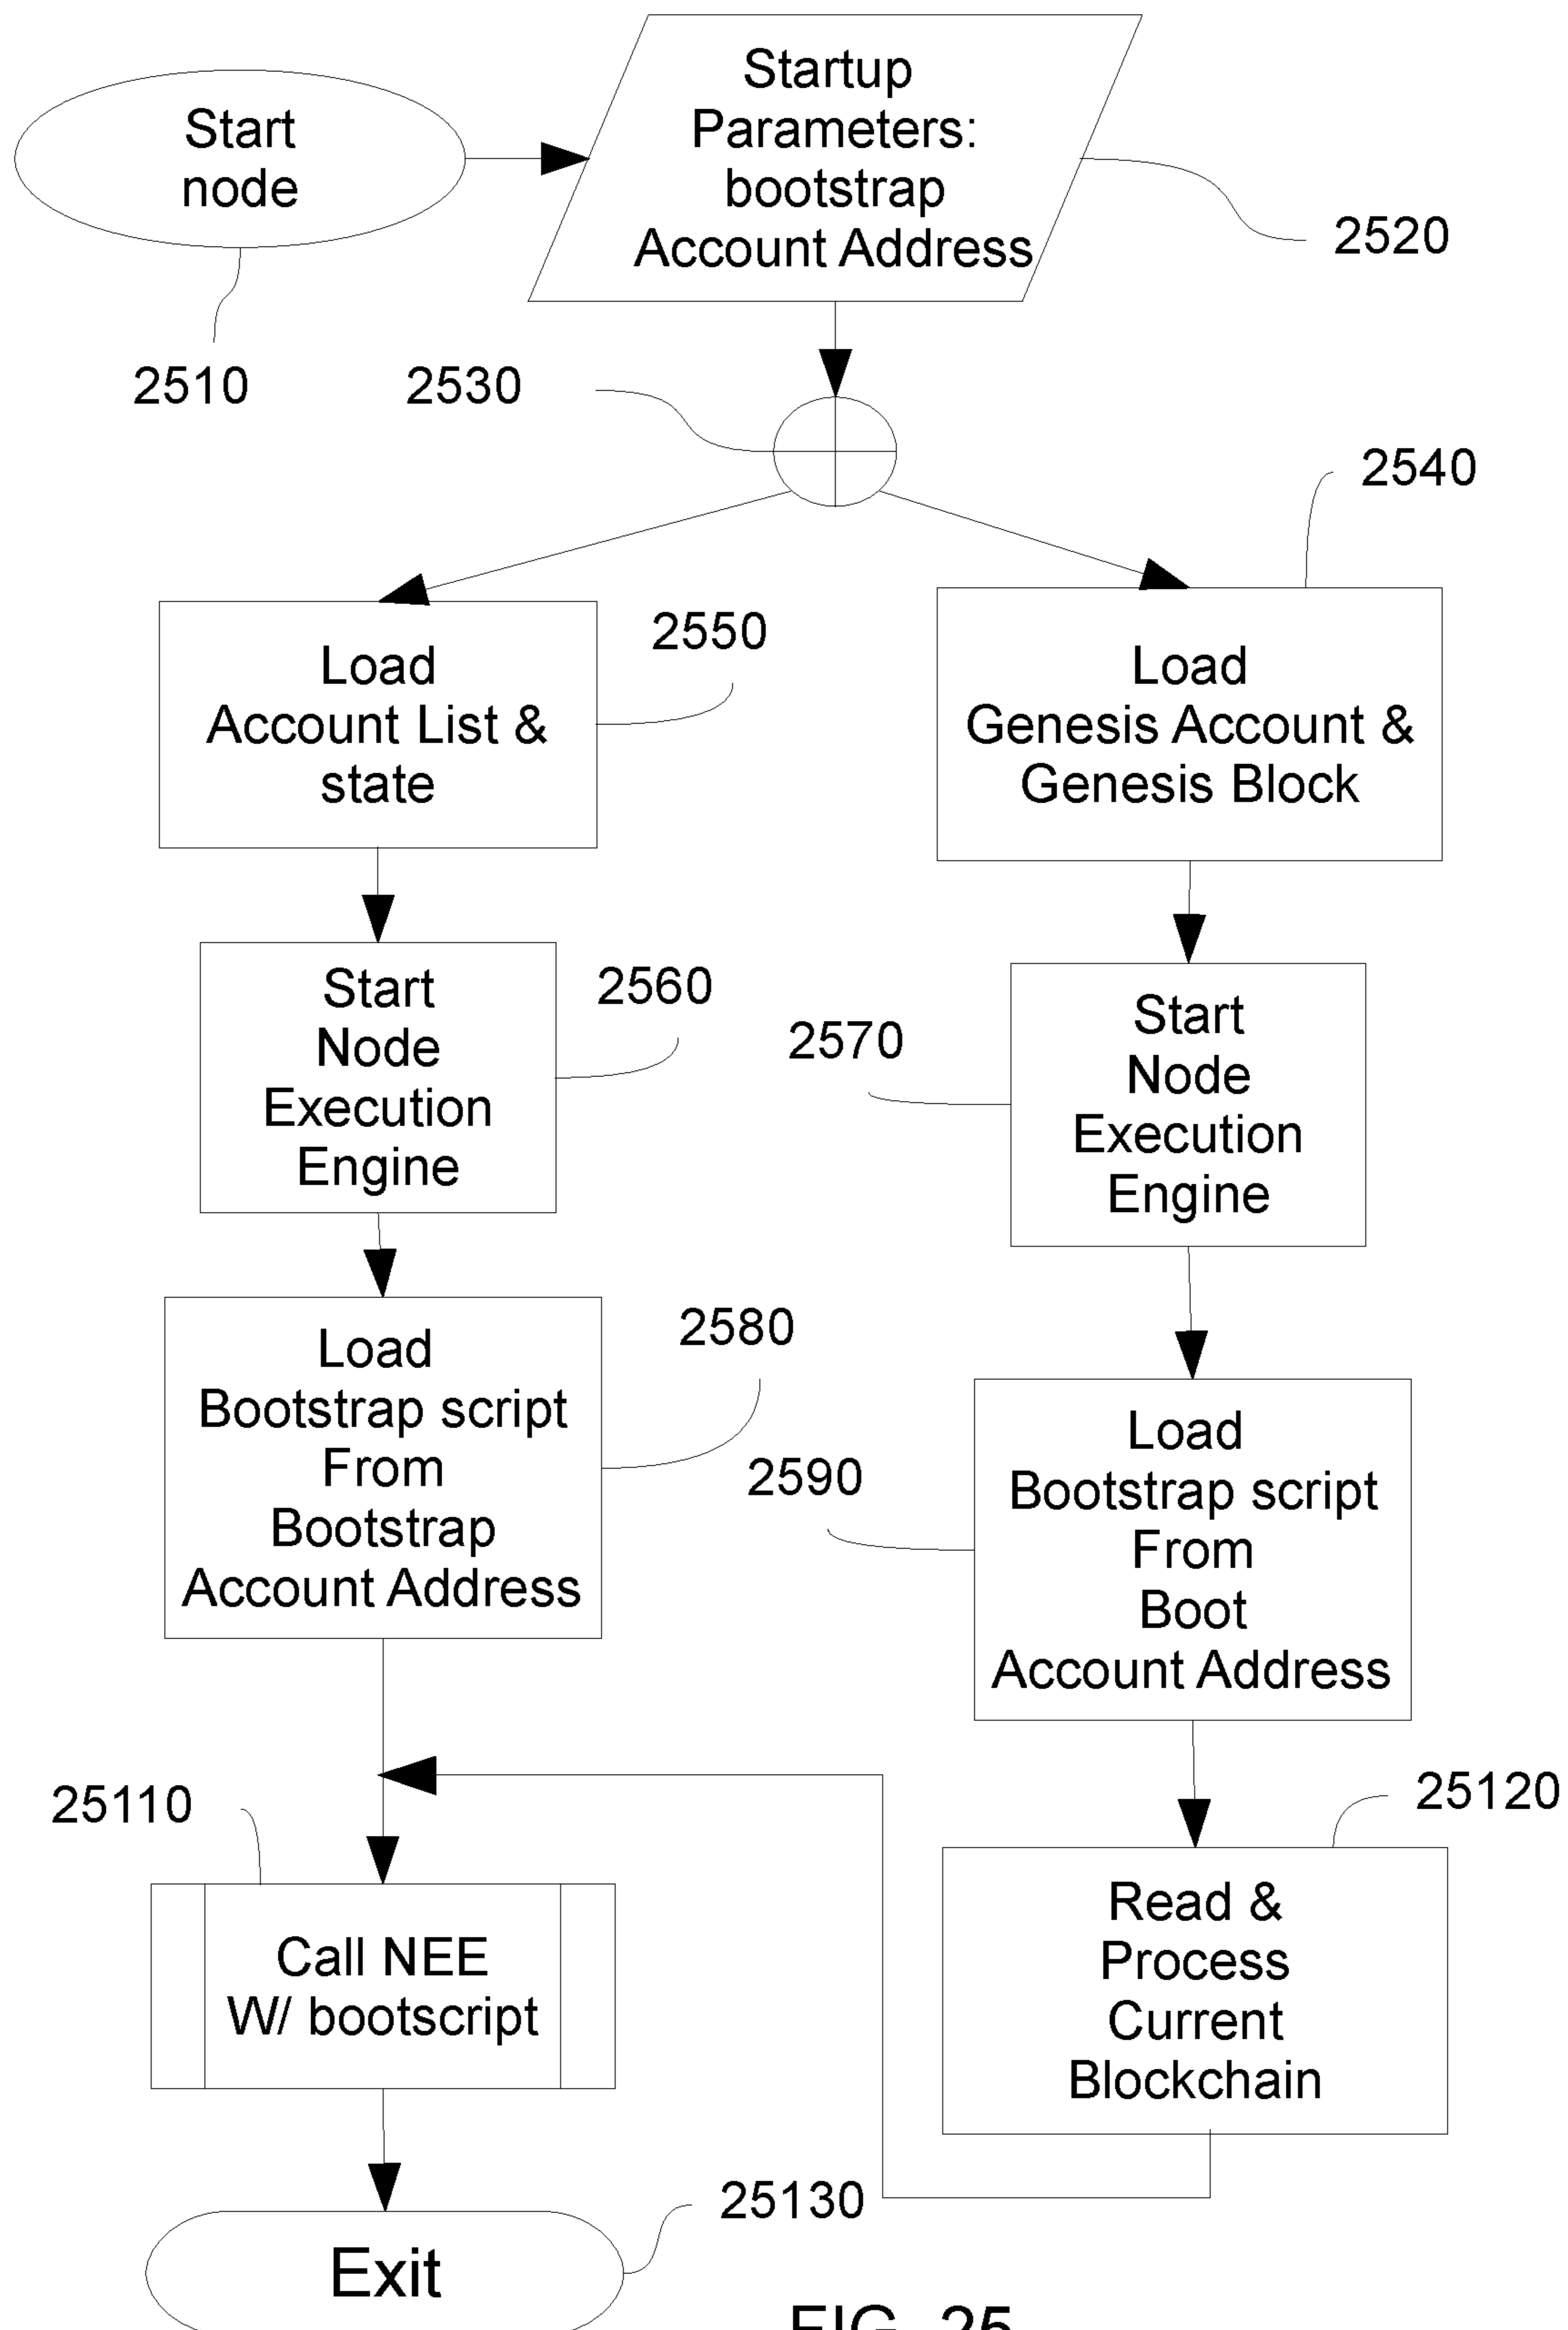 Start
node
Startup
Parameters:
bootstrap
Account Address
2520
2510
2530
2540
Load
Account List &
state
2550
Load
Genesis Account &
Genesis Block
Start
Node
Execution
Engine
2560
2570
Start
Node
Execution
Engine
Load
Bootstrap script
From
Bootstrap
Account Address
2580
2590
Load
Bootstrap script
From
Boot
Account Address
25110
25120
Call NEE
W/ bootscript
Read &
Process
Current
Blockchain
25130
Exit
FIG. 25